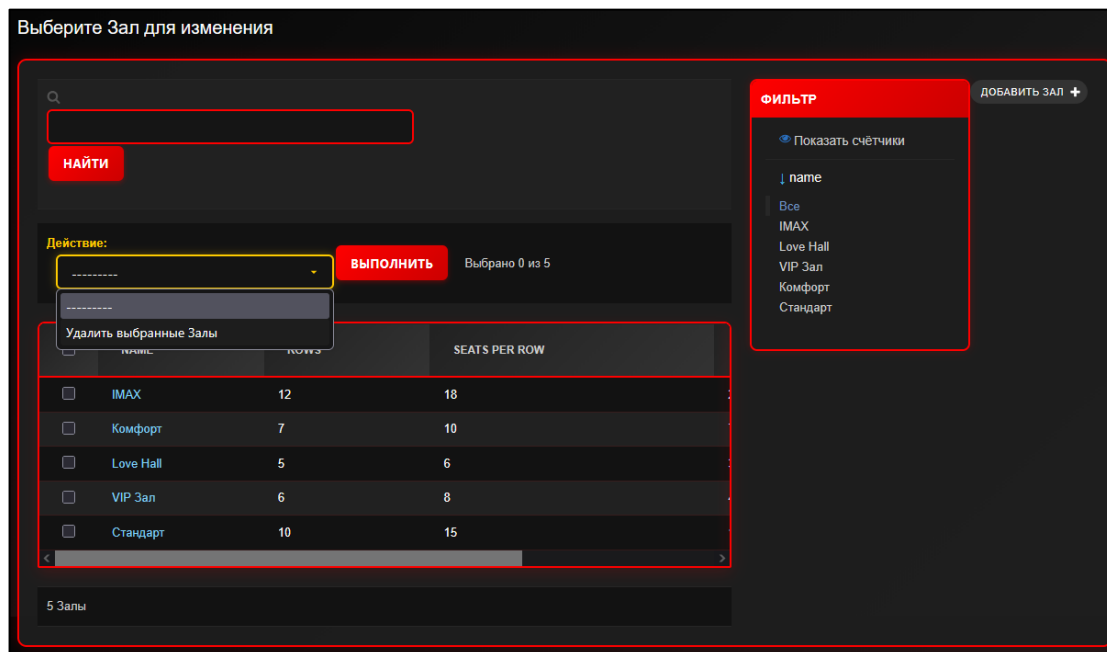 Выберите Зал для изменения
НАЙТИ
Действие:
---------
ВЫПОЛНИТЬ
Выбрано 0 из 5
---------
Удалить выбранные Залы
NAME ROWS SEATS PER ROW
IMAX 12 18
Комфорт 7 10
Love Hall 5 6
VIP Зал 6 8
Стандарт 10 15
5 Залы
ФИЛЬТР
Показать счётчики
↓ name
Все
IMAX
Love Hall
VIP Зал
Комфорт
Стандарт
ДОБАВИТЬ ЗАЛ